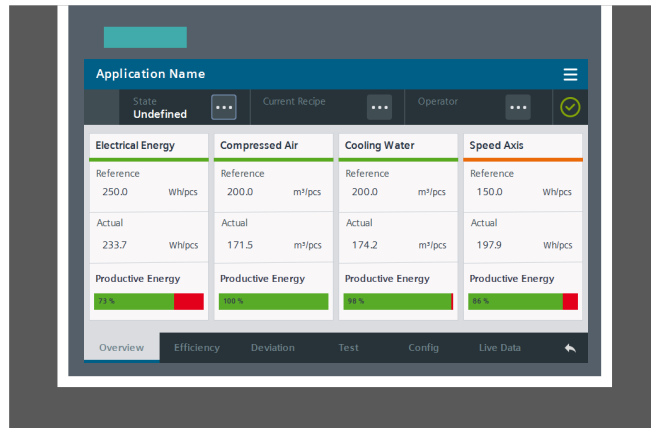 Application Name
State
Undefined
Current Recipe
Operator
Electrical Energy
Compressed Air
Cooling Water
Speed Axis
Reference
Reference
Reference
Reference
250.0 Wh/pcs
200.0 m³/pcs
200.0 m³/pcs
150.0 Wh/pcs
Actual
Actual
Actual
Actual
233.7 Wh/pcs
171.5 m³/pcs
174.2 m³/pcs
197.9 Wh/pcs
Productive Energy
Productive Energy
Productive Energy
Productive Energy
73 %
100 %
98 %
86 %
Overview
Efficiency
Deviation
Test
Config
Live Data